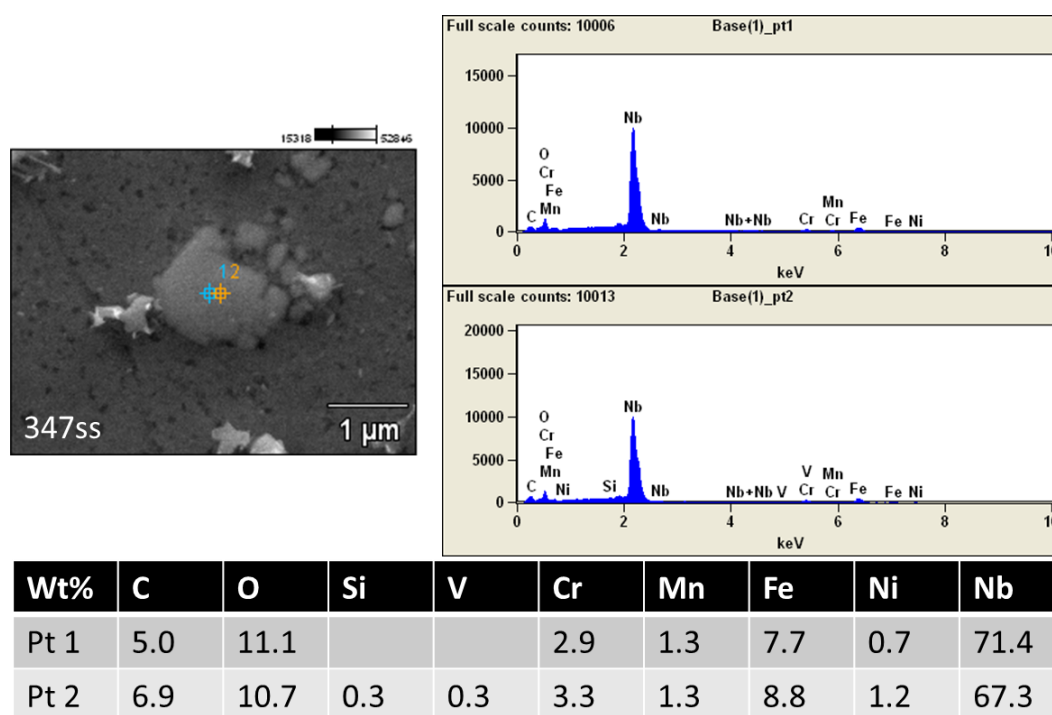 15318 52846
1 2
347ss
1 µm
Full scale counts: 10006 Base(1)_pt1
15000
10000
5000
0
Nb
O
Cr
Fe
C Mn Nb Nb+Nb Cr Mn Cr Fe Fe Ni
0 2 4 6 8 10
keV
Full scale counts: 10013 Base(1)_pt2
20000
15000
10000
5000
0
Nb
O
Cr
Fe
Mn
C Ni Si Nb Nb+Nb V V Cr Mn Cr Fe Fe Ni
0 2 4 6 8 1
keV
Wt% C O Si V Cr Mn Fe Ni Nb
Pt 1 5.0 11.1 2.9 1.3 7.7 0.7 71.4
Pt 2 6.9 10.7 0.3 0.3 3.3 1.3 8.8 1.2 67.3